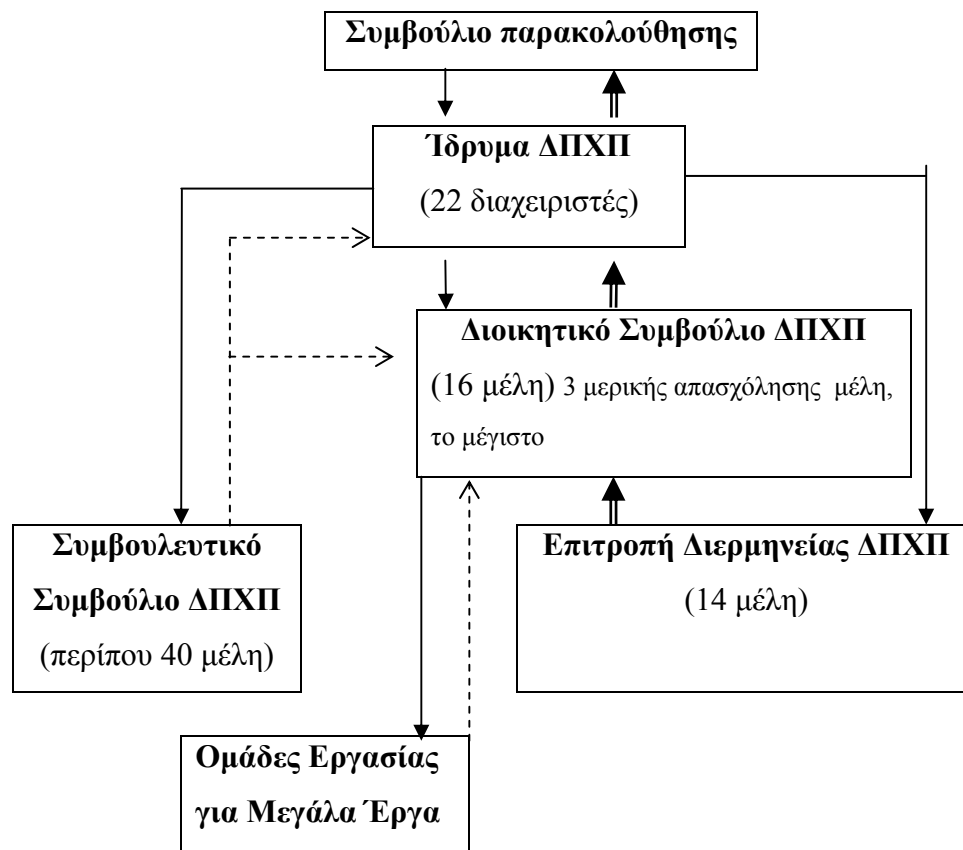 Συμβούλιο παρακολούθησης
Ίδρυμα ΔΠΧΠ
(22 διαχειριστές)
Διοικητικό Συμβούλιο ΔΠΧΠ
(16 μέλη) 3 μερικής απασχόλησης μέλη,
το μέγιστο
Συμβουλευτικό
Συμβούλιο ΔΠΧΠ
(περίπου 40 μέλη)
Επιτροπή Διερμηνείας ΔΠΧΠ
(14 μέλη)
Ομάδες Εργασίας
για Μεγάλα Έργα